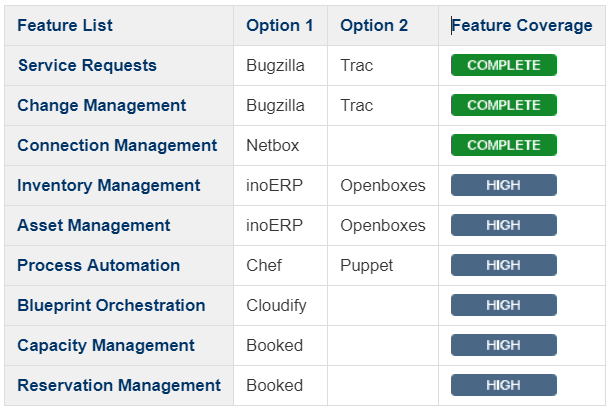 Feature List Option 1 Option 2 Feature Coverage
Service Requests Bugzilla Trac COMPLETE
Change Management Bugzilla Trac COMPLETE
Connection Management Netbox COMPLETE
Inventory Management inoERP Openboxes HIGH
Asset Management inoERP Openboxes HIGH
Process Automation Chef Puppet HIGH
Blueprint Orchestration Cloudify HIGH
Capacity Management Booked HIGH
Reservation Management Booked HIGH